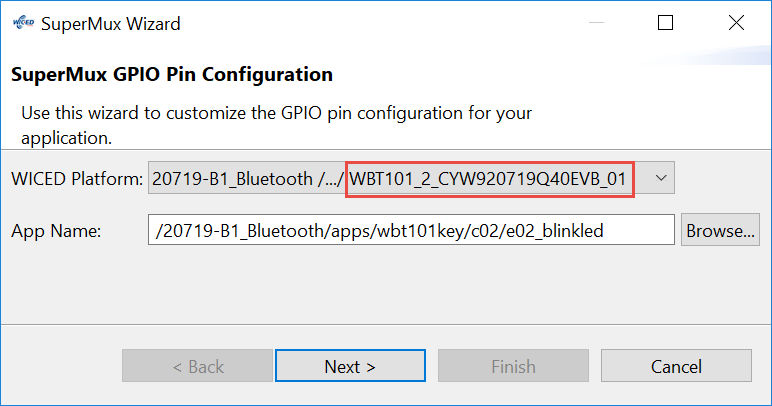 WICED SuperMux Wizard
SuperMux GPIO Pin Configuration
Use this wizard to customize the GPIO pin configuration for your
application.
WICED Platform: 20719-B1_Bluetooth /.../ WBT101_2_CYW920719Q40EVB_01
App Name: /20719-B1_Bluetooth/apps/wbt101key/c02/e02_blinkled Browse...
< Back Next > Finish Cancel